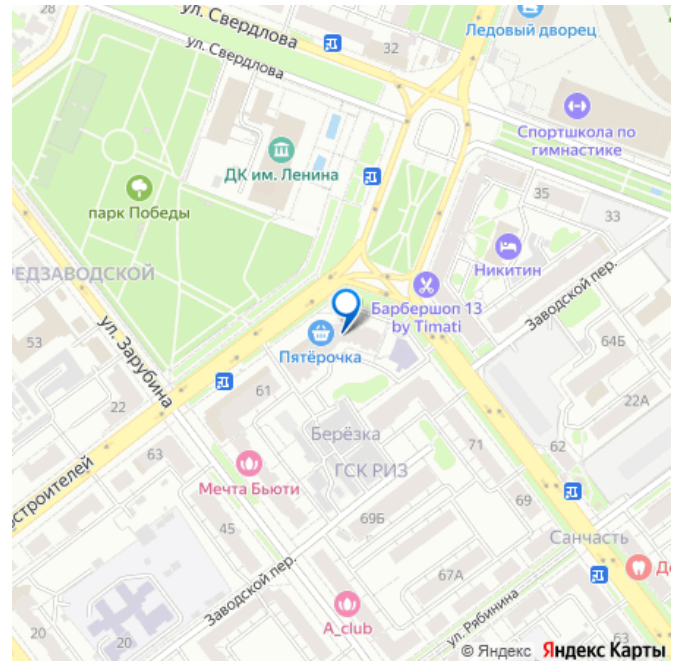 28
ул. Свердлова
ул. Свердлова
32
Ледовый дворец
Спортшкола по
гимнастике
ДК им. Ленина
парк Победы
35
33
Никитин
РЕДЗАВОДСКОЙ
Заводской пер.
Барбершоп 13
by Timati
53
ул. Зарубина
Пятёрочка
64Б
61
22
22А
Берёзка
71
62
63
ГСК РИЗ
остроителей
Мечта Бьюти
69
45
69Б
Санчасть
67А
Заводской пер.
A_club
ул. Рябинина
20
20
63
© Яндекс Яндекс Карты